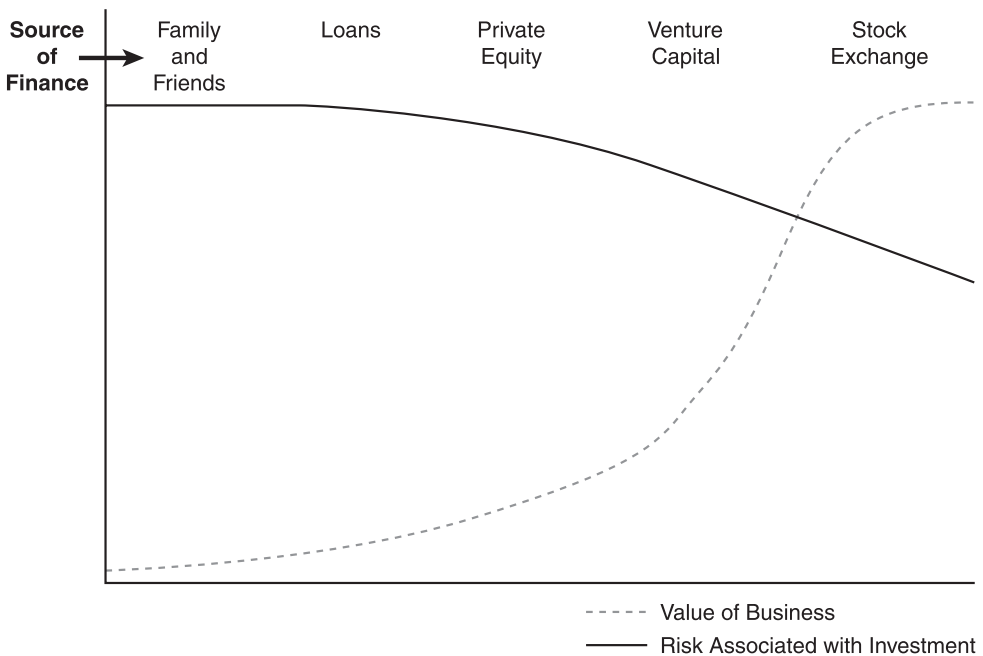 Source
of
Finance
Family
and
Friends
Loans
Private
Equity
Venture
Capital
Stock
Exchange
Value of Business
Risk Associated with Investment